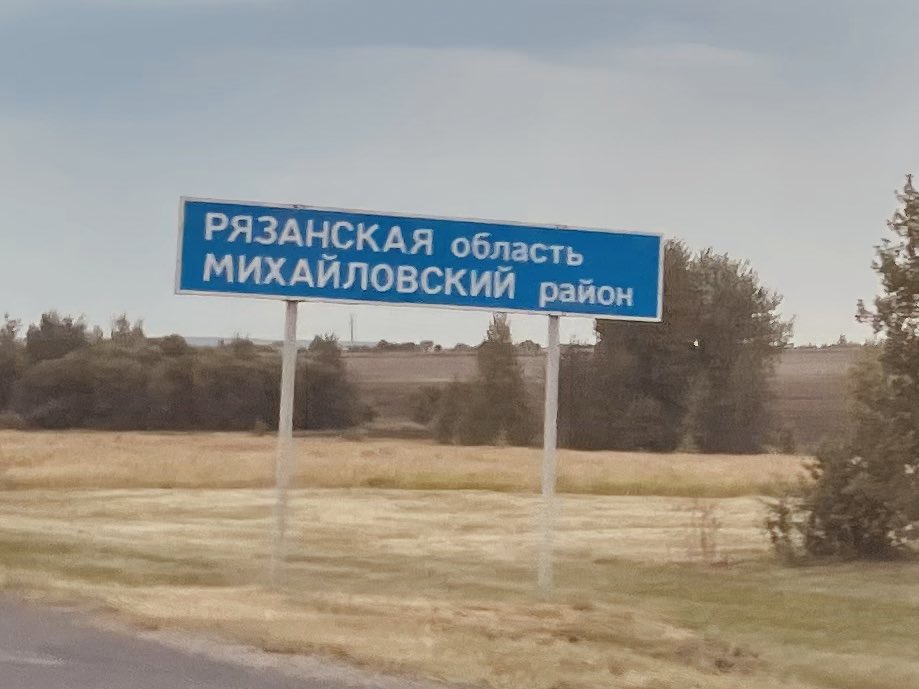 РЯЗАНСКАЯ область
МИХАЙЛОВСКИЙ район